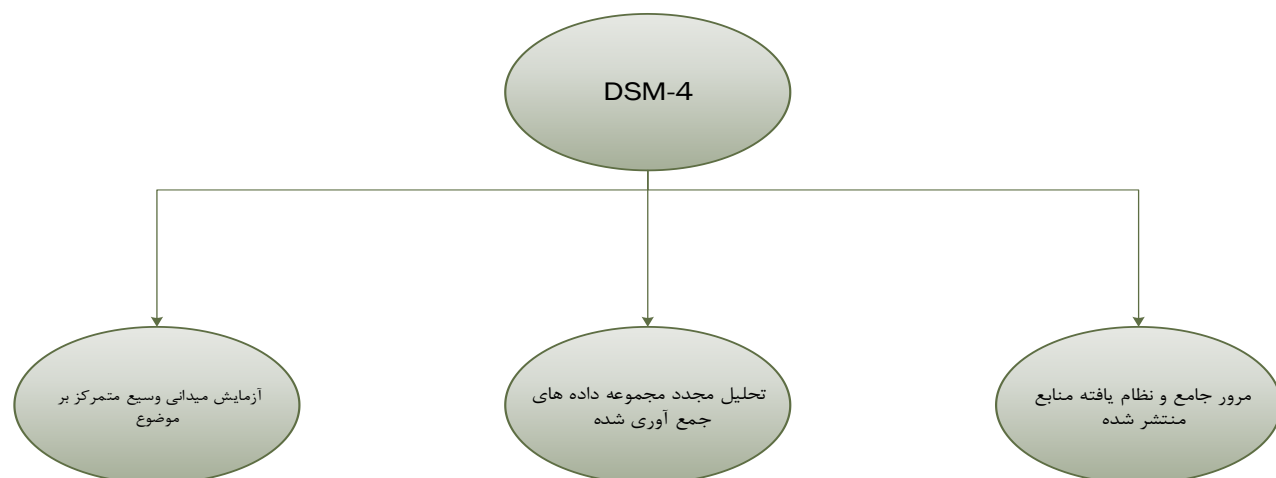 DSM-4
مرور جامع و نظام یافته منابع
منتشر شده
تحلیل مجدد مجموعه داده های
جمع آوری شده
آزمایش میدانی وسیع متمرکز بر
موضوع